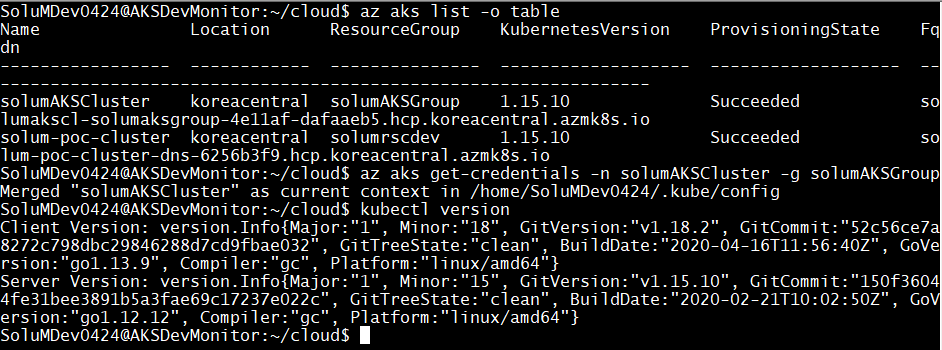 SoluMDev0424@AKSDevMonitor:~/cloud$ az aks list -o table
Name              Location      ResourceGroup    KubernetesVersion    ProvisioningState    Fq
dn
-----------------  ------------  ---------------  -------------------  -------------------  --
-----------------------------------------------------------------
solumAKSCluster    koreacentral  solumAKSGroup    1.15.10              Succeeded            so
lumakscl-solumaksgroup-4e11af-dafaaeb5.hcp.koreacentral.azmk8s.io
solum-poc-cluster  koreacentral  solumrscdev      1.15.10              Succeeded            so
lum-poc-cluster-dns-6256b3f9.hcp.koreacentral.azmk8s.io
SoluMDev0424@AKSDevMonitor:~/cloud$ az aks get-credentials -n solumAKSCluster -g solumAKSGroup
Merged "solumAKSCluster" as current context in /home/SoluMDev0424/.kube/config
SoluMDev0424@AKSDevMonitor:~/cloud$ kubectl version
Client Version: version.Info{Major:"1", Minor:"18", GitVersion:"v1.18.2", GitCommit:"52c56ce7a
8272c798dbc29846288d7cd9fbae032", GitTreeState:"clean", BuildDate:"2020-04-16T11:56:40Z", GoVe
rsion:"go1.13.9", Compiler:"gc", Platform:"linux/amd64"}
Server Version: version.Info{Major:"1", Minor:"15", GitVersion:"v1.15.10", GitCommit:"150f3604
4fe31bee3891b5a3fae69c17237e022c", GitTreeState:"clean", BuildDate:"2020-02-21T10:02:50Z", GoV
ersion:"go1.12.12", Compiler:"gc", Platform:"linux/amd64"}
SoluMDev0424@AKSDevMonitor:~/cloud$